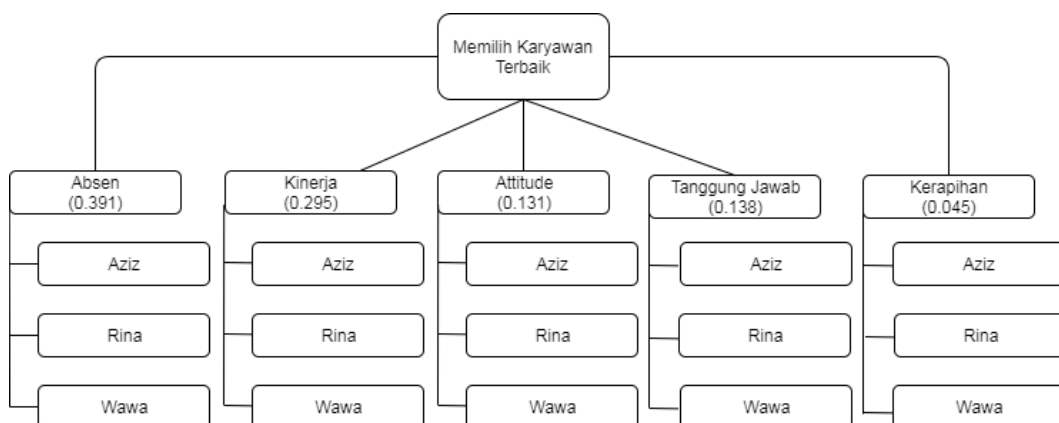 Memilih Karyawan
Terbaik
Absen
(0.391)
Kinerja
(0.295)
Attitude
(0.131)
Tanggung Jawab
(0.138)
Kerapihan
(0.045)
Aziz
Aziz
Aziz
Aziz
Aziz
Rina
Rina
Rina
Rina
Rina
Wawa
Wawa
Wawa
Wawa
Wawa